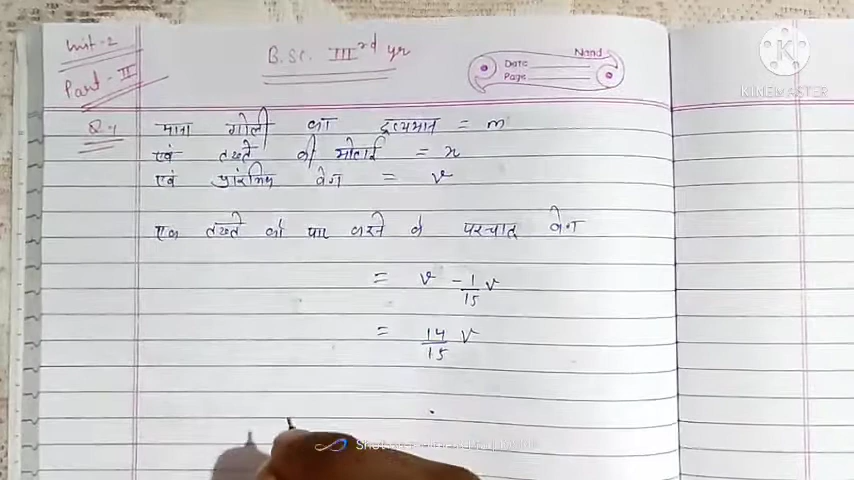 Unit-2
Part-II
B.Sc. III rd yr
Nand
Date
Page
KINEMASTER
Q.1 माना गोली का द्रव्यमान = m
एवं तख्ते की मोटाई = x
एवं प्रारंभिक वेग = v
एक तख्ते को पार करने के पश्चात वेग
= v - 1/15 v
= 14/15 v